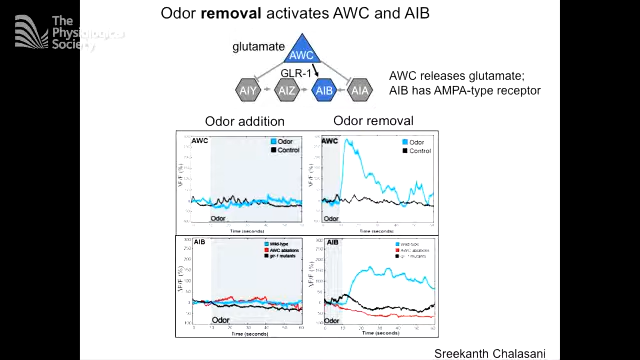 Odor removal activates AWC and AIB
The
Physiological
Society
glutamate
AWC
GLR-1
AIY
AIZ
AIB
AIA
AWC releases glutamate;
AIB has AMPA-type receptor
Odor addition
Odor removal
AWC
Odor
Control
Odor
Time (seconds)
AWC
Odor
Control
Odor
Time (seconds)
AIB
Wild-type
AWC ablations
glr-1 mutants
Odor
Time (seconds)
AIB
Wild-type
AWC ablations
glr-1 mutants
Odor
Time (seconds)
Sreekanth Chalasani